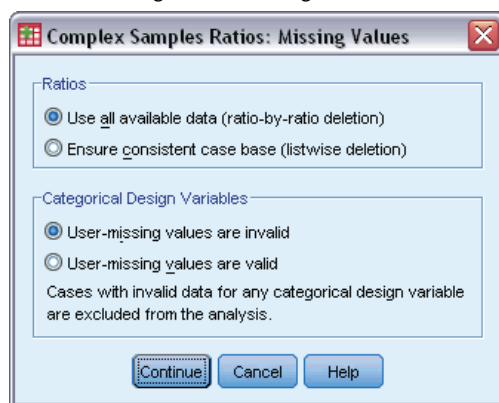 Complex Samples Ratios: Missing Values
Ratios
Use all available data (ratio-by-ratio deletion)
Ensure consistent case base (listwise deletion)
Categorical Design Variables
User-missing values are invalid
User-missing values are valid
Cases with invalid data for any categorical design variable
are excluded from the analysis.
Continue Cancel Help